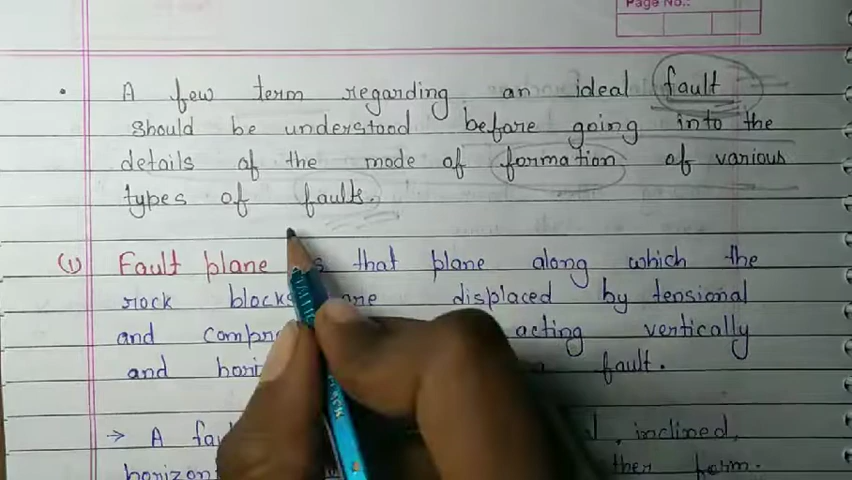 Page No.:
• A few term regarding an ideal fault
should be understood before going into the
details of the mode of formation of various
types of faults.
(1) Fault plane that plane along which the
rock blocks displaced by tensional
and acting vertically
and fault.
→ A inclined,
form.